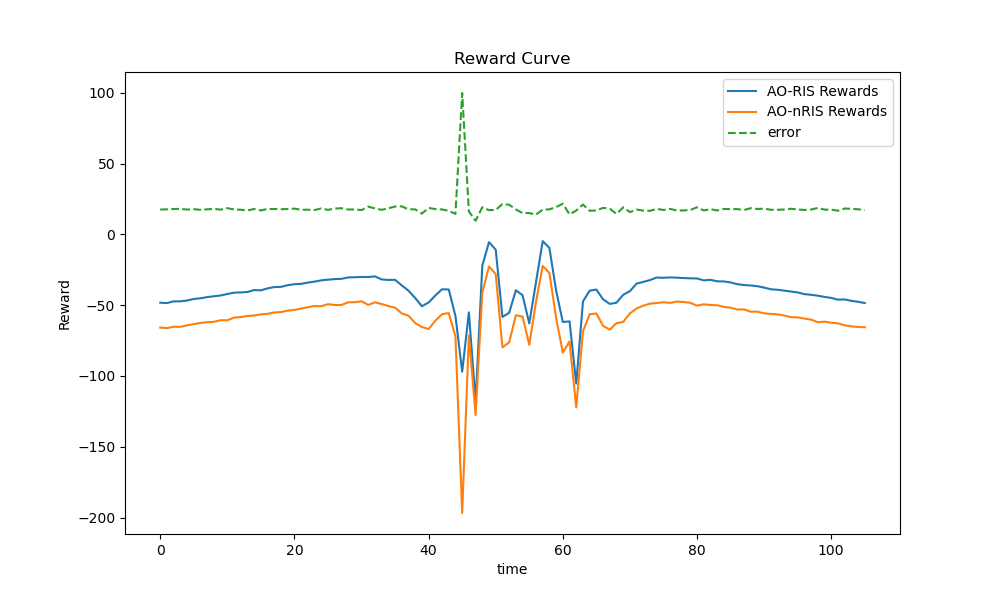 Reward Curve
AO-RIS Rewards
AO-nRIS Rewards
error
100
50
0
−50
−100
−150
−200
Reward
0 20 40 60 80 100
time